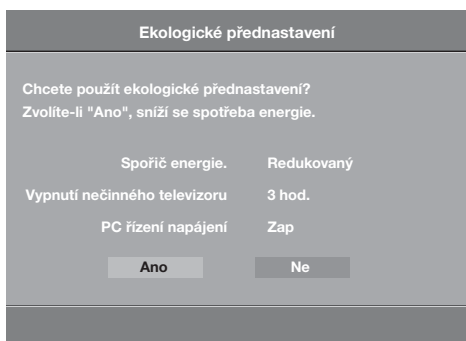 Ekologické přednastavení
Chcete použít ekologické přednastavení?
Zvolíte-li "Ano", sníží se spotřeba energie.
Spořič energie. Redukovaný
Vypnutí nečinného televizoru 3 hod.
PC řízení napájení Zap
Ano Ne